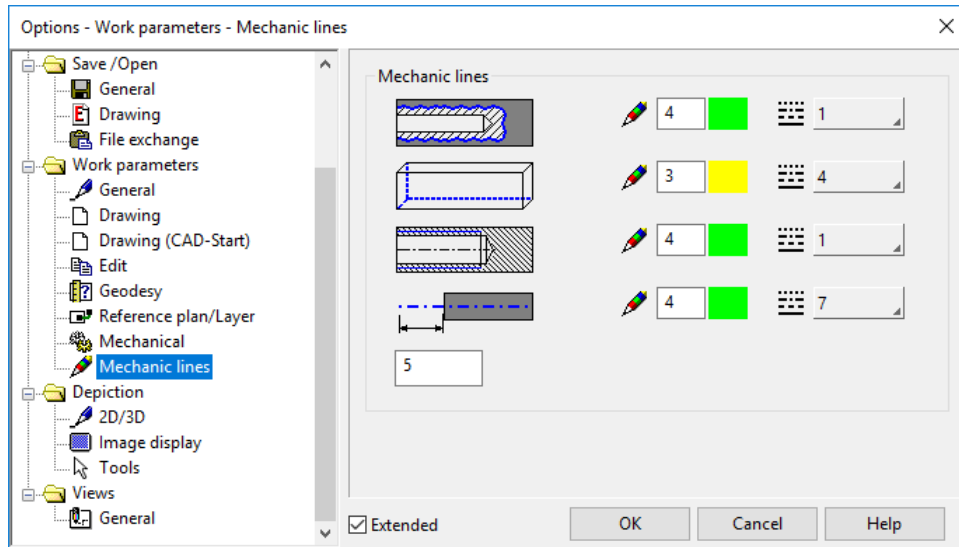 Options - Work parameters - Mechanic lines
Save /Open
General
Drawing
File exchange
Work parameters
General
Drawing
Drawing (CAD-Start)
Edit
Geodesy
Reference plan/Layer
Mechanical
Mechanic lines
Depiction
2D/3D
Image display
Tools
Views
General
Mechanic lines
4 1
3 4
4 1
4 7
5
Extended
OK Cancel Help